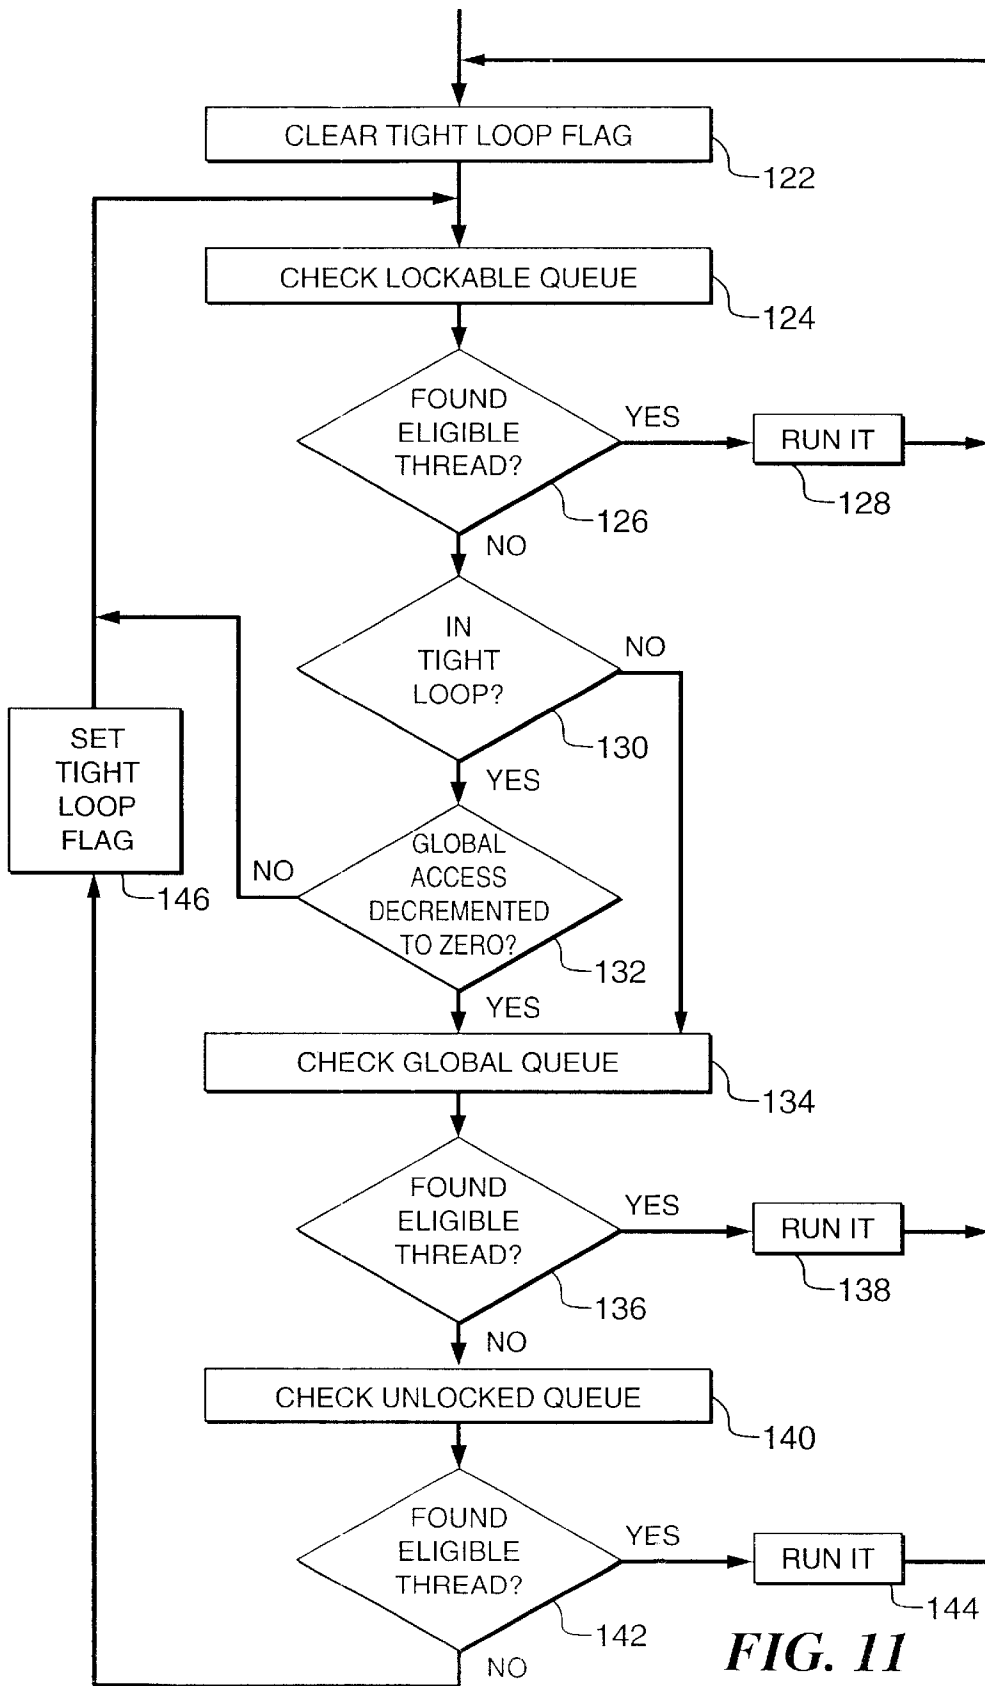 CLEAR TIGHT LOOP FLAG
122
CHECK LOCKABLE QUEUE
124
FOUND
ELIGIBLE
THREAD?
YES
RUN IT
128
126
NO
IN
TIGHT
LOOP?
NO
130
YES
SET
TIGHT
LOOP
FLAG
146
NO
GLOBAL
ACCESS
DECREMENTED
TO ZERO?
132
YES
CHECK GLOBAL QUEUE
134
FOUND
ELIGIBLE
THREAD?
YES
RUN IT
138
136
NO
CHECK UNLOCKED QUEUE
140
FOUND
ELIGIBLE
THREAD?
YES
RUN IT
144
142
NO
FIG. 11